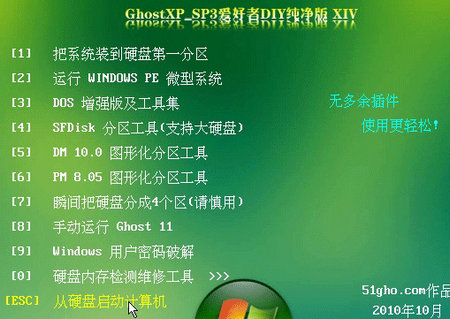 GhostXP_SP3爱好者DIY纯净版 XIV
[1] 把系统装到硬盘第一分区
[2] 运行 WINDOWS PE 微型系统
[3] DOS 增强版及工具集
无多余插件
[4] SFDisk 分区工具(支持大硬盘)
使用更轻松!
[5] DM 10.0 图形化分区工具
[6] PM 8.05 图形化分区工具
[7] 瞬间把硬盘分成4个区(请慎用)
[8] 手动运行 Ghost 11
[9] Windows 用户密码破解
[0] 硬盘内存检测维修工具 >>>
[ESC] 从硬盘启动计算机
51gho.com作品
2010年10月